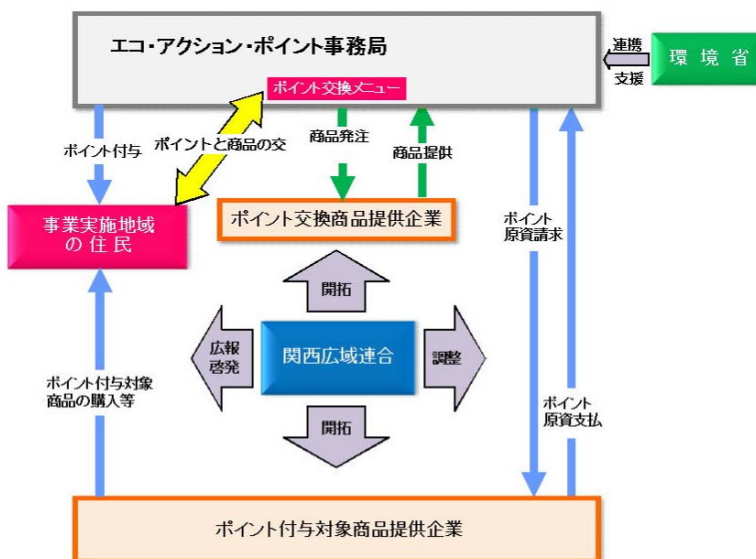 エコ・アクション・ポイント事務局
ポイント交換メニュー
連携
支援
環境省
ポイント付与
ポイントと商品の交
商品発注
商品提供
事業実施地域
の住民
ポイント交換商品提供企業
ポイント
原資請求
開拓
広報
啓発
関西広域連合
調整
ポイント付与対象
商品の購入等
開拓
ポイント
原資支払
ポイント付与対象商品提供企業